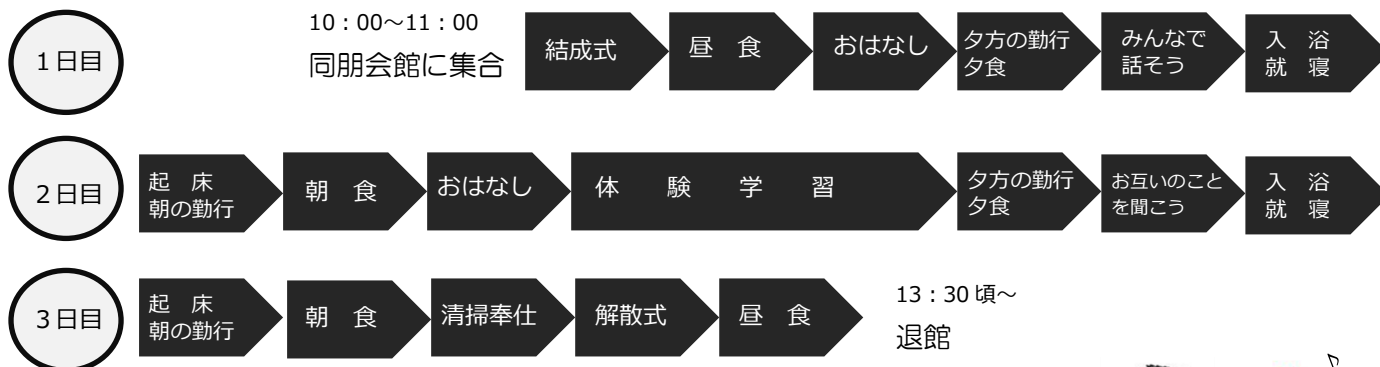 1日目
10：00～11：00
同朋会館に集合
結成式
昼　食
おはなし
夕方の勤行
夕食
みんなで
話そう
入　浴
就　寝
2日目
起　床
朝の勤行
朝　食
おはなし
体　験　学　習
夕方の勤行
夕食
お互いのこと
を聞こう
入　浴
就　寝
3日目
起　床
朝の勤行
朝　食
清掃奉仕
解散式
昼　食
13：30頃～
退館